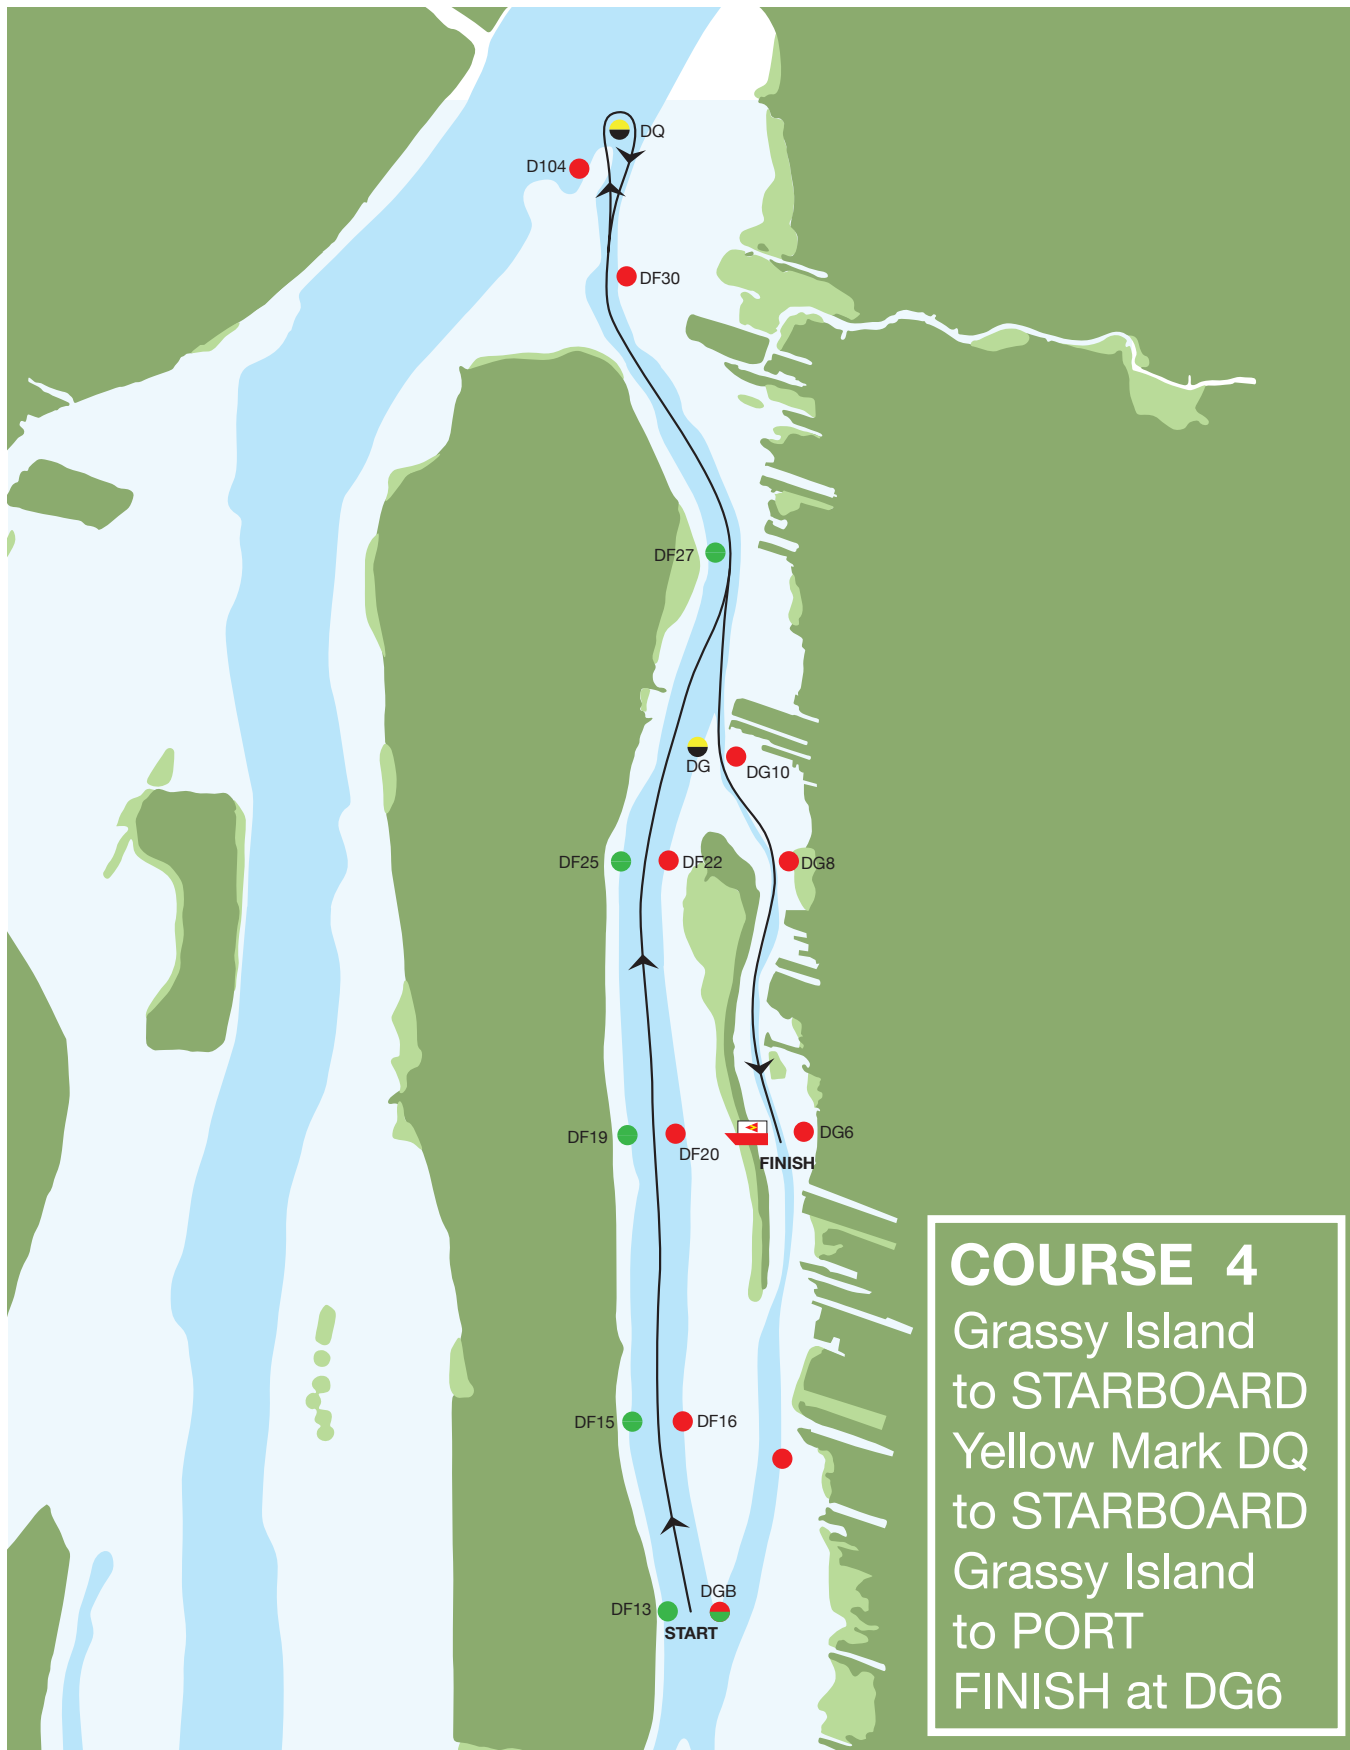 DQ
D104
DF30
DF27
DG
DG10
DF25
DF22
DG8
DF19
DF20
DG6
FINISH
DF15
DF16
DGB
DF13
START
COURSE 4
Grassy Island
to STARBOARD
Yellow Mark DQ
to STARBOARD
Grassy Island
to PORT
FINISH at DG6